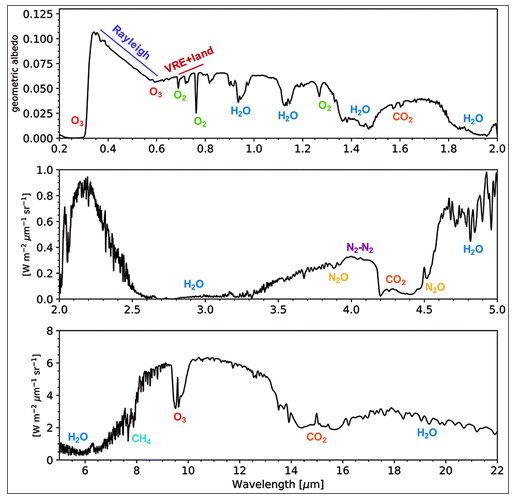 geometric albedo
0.125
0.100
0.075
0.050
0.025
0.000
Rayleigh
VRE+land
O₃
O₃
O₂
O₂
H₂O
H₂O
O₂
H₂O
CO₂
H₂O
0.2 0.4 0.6 0.8 1.0 1.2 1.4 1.6 1.8 2.0
[W m⁻² μm⁻¹ sr⁻¹]
1.0
0.8
0.6
0.4
0.2
0.0
H₂O
N₂-N₂
N₂O
CO₂
N₂O
H₂O
2.0 2.5 3.0 3.5 4.0 4.5 5.0
[W m⁻² μm⁻¹ sr⁻¹]
8
6
4
2
0
H₂O
CH₄
O₃
CO₂
H₂O
6 8 10 12 14 16 18 20 22
Wavelength [μm]